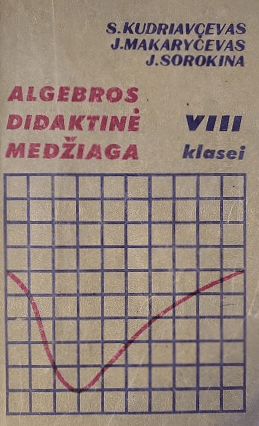 S. KUDRIAVCEVAS
J. MAKARYČEVAS
J. SOROKINA
ALGEBROS
DIDAKTINĖ VIII
MEDŽIAGA klasei